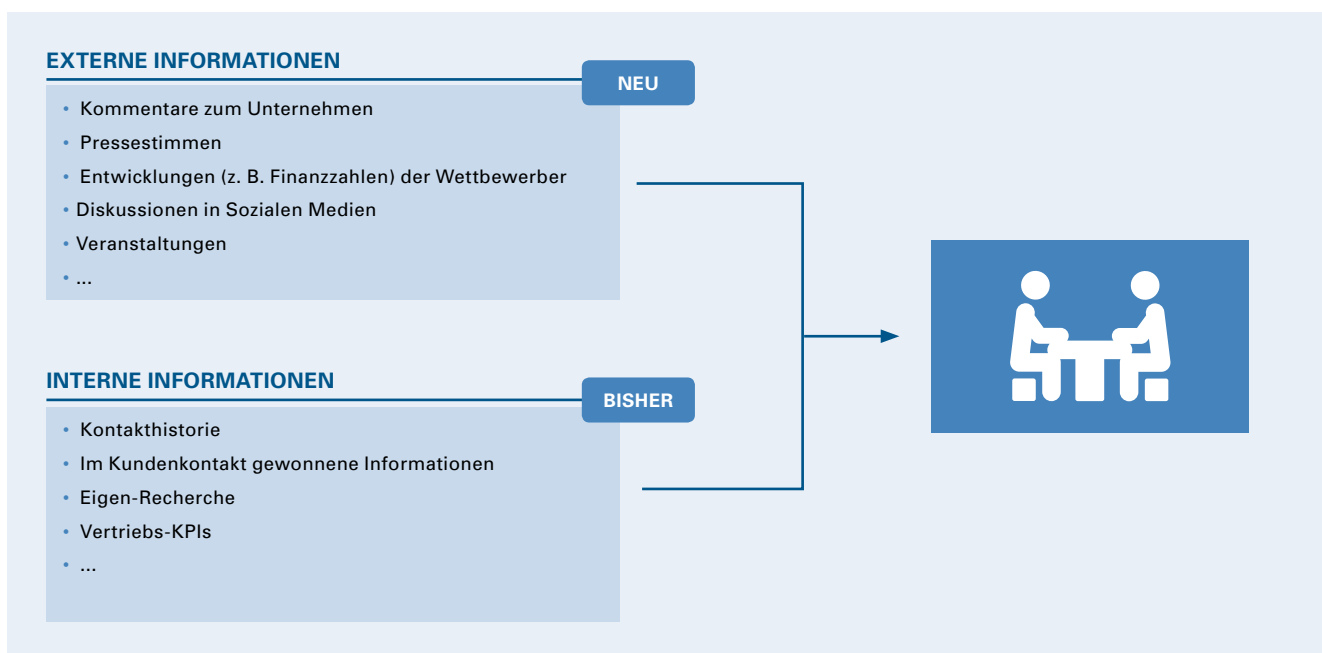 EXTERNE INFORMATIONEN
NEU
• Kommentare zum Unternehmen
• Pressestimmen
• Entwicklungen (z. B. Finanzzahlen) der Wettbewerber
• Diskussionen in Sozialen Medien
• Veranstaltungen
• ...
INTERNE INFORMATIONEN
BISHER
• Kontakthistorie
• Im Kundenkontakt gewonnene Informationen
• Eigen-Recherche
• Vertriebs-KPIs
• ...